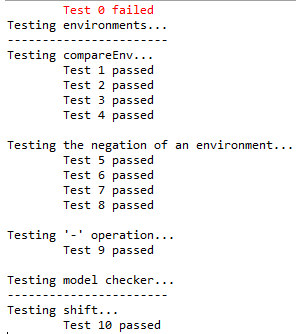 Test 0 failed
Testing environments...
-----------------------
Testing compareEnv...
Test 1 passed
Test 2 passed
Test 3 passed
Test 4 passed
Testing the negation of an environment...
Test 5 passed
Test 6 passed
Test 7 passed
Test 8 passed
Testing '-' operation...
Test 9 passed
Testing model checker...
-----------------------
Testing shift...
Test 10 passed